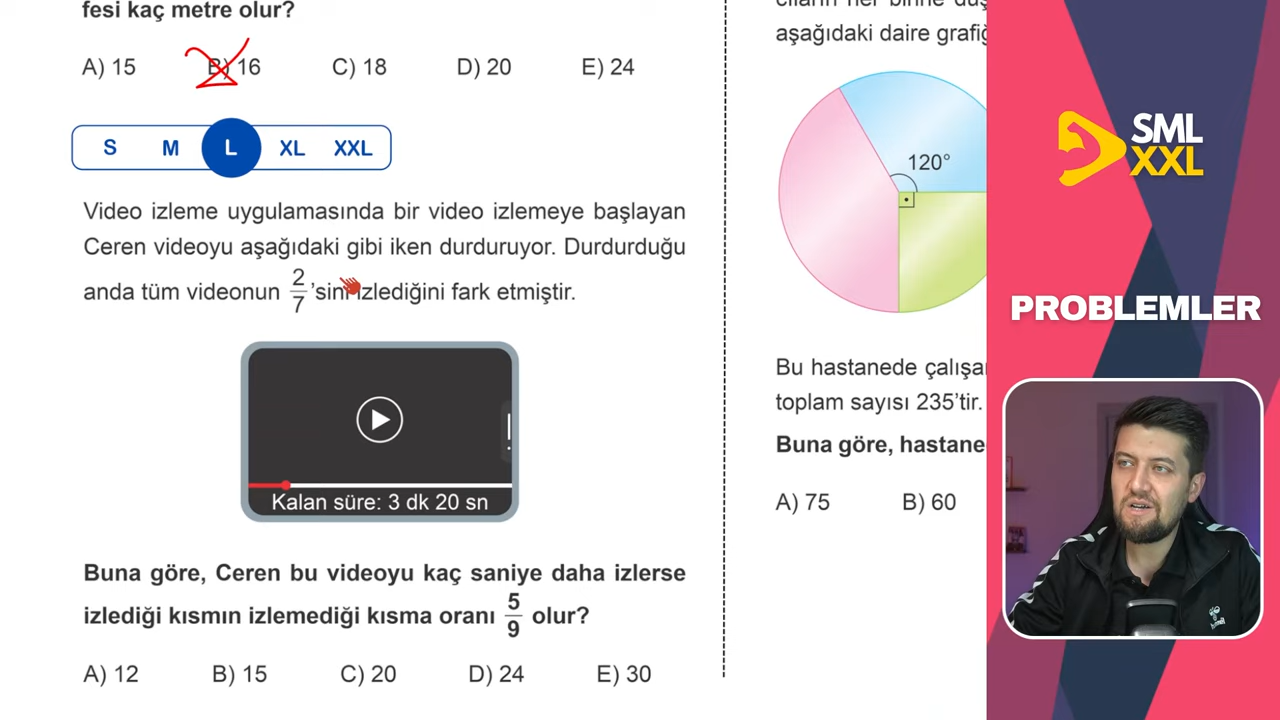 fesi kaç metre olur?
A) 15 B) 16 C) 18 D) 20 E) 24
S M L XL XXL
Video izleme uygulamasında bir video izlemeye başlayan
Ceren videoyu aşağıdaki gibi iken durduruyor. Durdurduğu
anda tüm videonun 2/7 'sini izlediğini fark etmiştir.
Kalan süre: 3 dk 20 sn
Buna göre, Ceren bu videoyu kaç saniye daha izlerse
izlediği kısmın izlemediği kısma oranı 5/9 olur?
A) 12 B) 15 C) 20 D) 24 E) 30
aşağıdaki daire
120°
Bu hastanede
toplam sayısı 235'tir.
Buna göre,
A) 75 B) 60
SML
XXL
PROBLEMLER